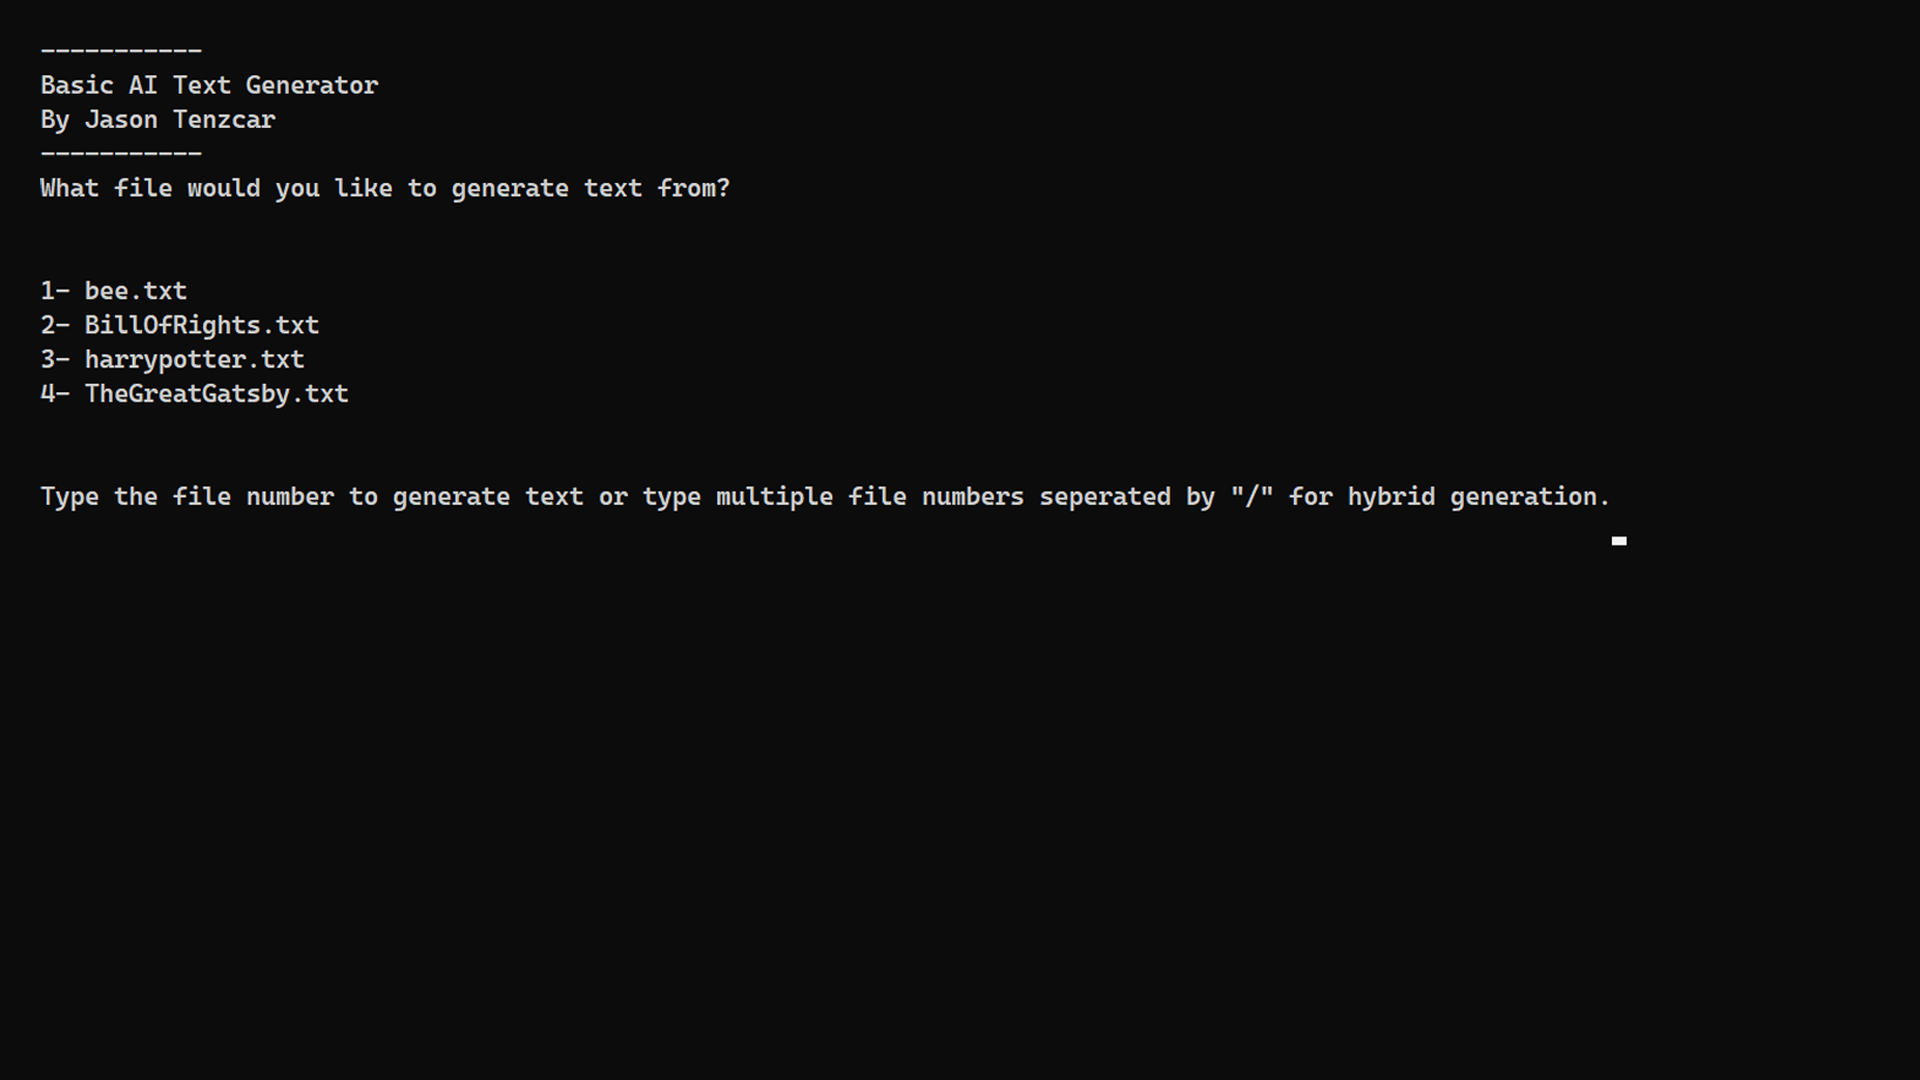 -----------
Basic AI Text Generator
By Jason Tenzcar
-----------
What file would you like to generate text from?
1- bee.txt
2- BillOfRights.txt
3- harrypotter.txt
4- TheGreatGatsby.txt
Type the file number to generate text or type multiple file numbers seperated by "/" for hybrid generation.